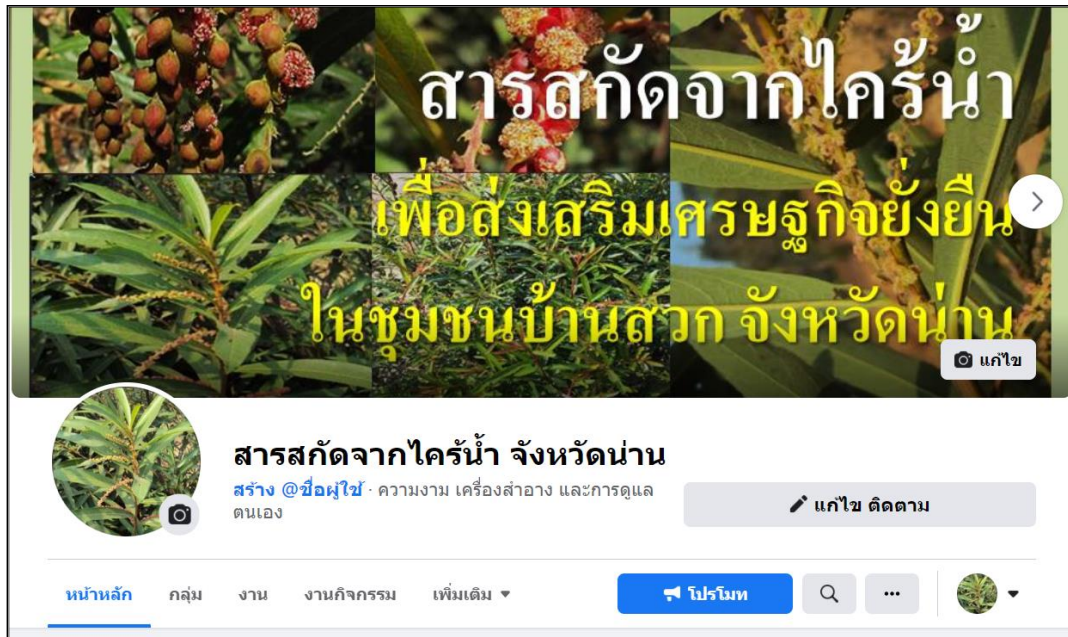 สารสกัดจากไคร้น้ำ
เพื่อส่งเสริมเศรษฐกิจยั่งยืน
ในชุมชนบ้านสวก จังหวัดน่าน
แก้ไข
สารสกัดจากไคร้น้ำ จังหวัดน่าน
สร้าง @ชื่อผู้ใช้ · ความงาม เครื่องสำอาง และการดูแล
ตนเอง
แก้ไข ติดตาม
หน้าหลัก กลุ่ม งาน งานกิจกรรม เพิ่มเติม โปรโมท